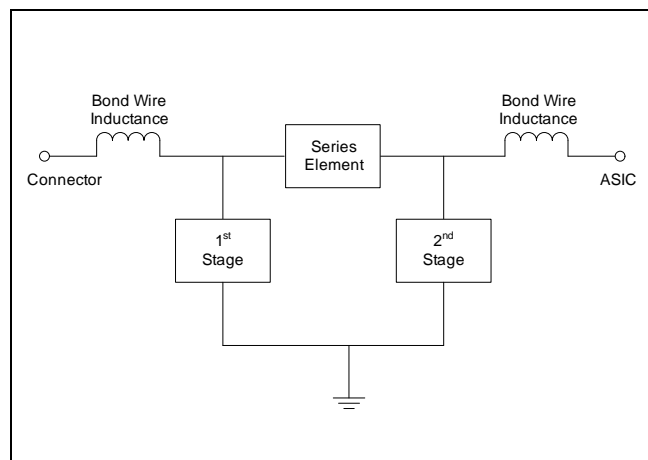 Bond Wire
Inductance
Bond Wire
Inductance
Series
Element
Connector
ASIC
1st
Stage
2nd
Stage